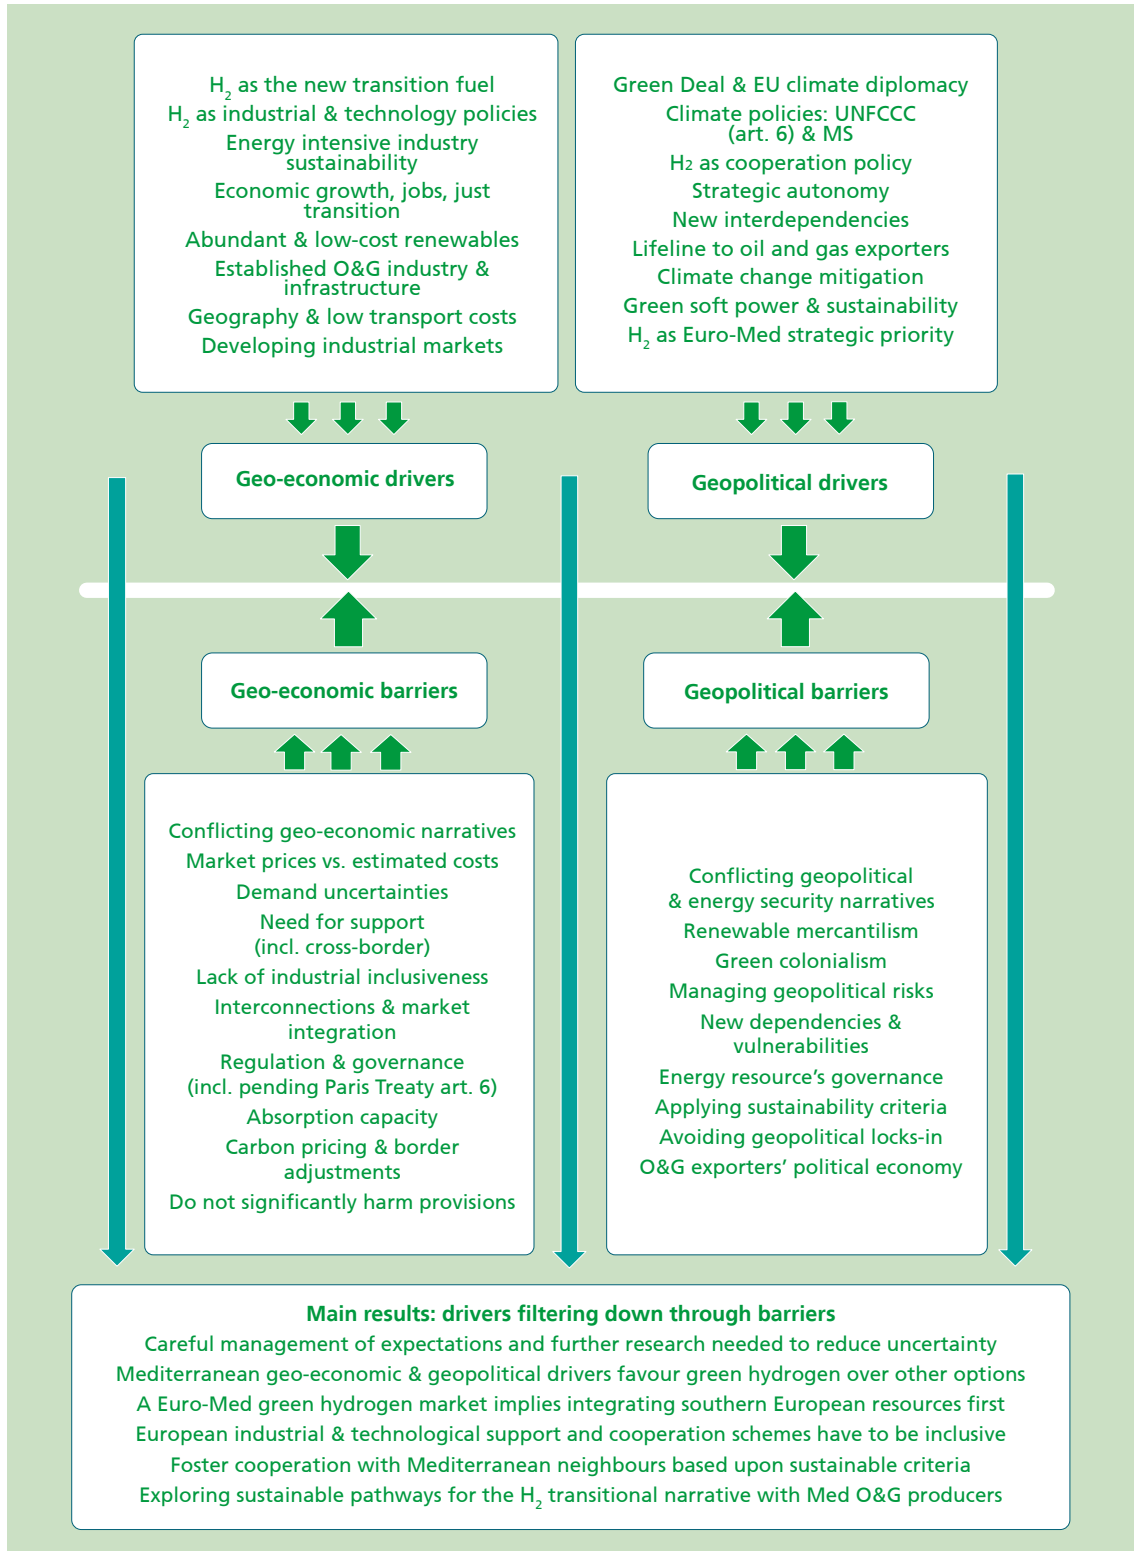 H2 as the new transition fuel
H2 as industrial & technology policies
Energy intensive industry
sustainability
Economic growth, jobs, just
transition
Abundant & low-cost renewables
Established O&G industry &
infrastructure
Geography & low transport costs
Developing industrial markets
Green Deal & EU climate diplomacy
Climate policies: UNFCCC
(art. 6) & MS
H2 as cooperation policy
Strategic autonomy
New interdependencies
Lifeline to oil and gas exporters
Climate change mitigation
Green soft power & sustainability
H2 as Euro-Med strategic priority
Geo-economic drivers
Geopolitical drivers
Geo-economic barriers
Geopolitical barriers
Conflicting geo-economic narratives
Market prices vs. estimated costs
Demand uncertainties
Need for support
(incl. cross-border)
Lack of industrial inclusiveness
Interconnections & market
integration
Regulation & governance
(incl. pending Paris Treaty art. 6)
Absorption capacity
Carbon pricing & border
adjustments
Do not significantly harm provisions
Conflicting geopolitical
& energy security narratives
Renewable mercantilism
Green colonialism
Managing geopolitical risks
New dependencies &
vulnerabilities
Energy resource’s governance
Applying sustainability criteria
Avoiding geopolitical locks-in
O&G exporters’ political economy
Main results: drivers filtering down through barriers
Careful management of expectations and further research needed to reduce uncertainty
Mediterranean geo-economic & geopolitical drivers favour green hydrogen over other options
A Euro-Med green hydrogen market implies integrating southern European resources first
European industrial & technological support and cooperation schemes have to be inclusive
Foster cooperation with Mediterranean neighbours based upon sustainable criteria
Exploring sustainable pathways for the H2 transitional narrative with Med O&G producers